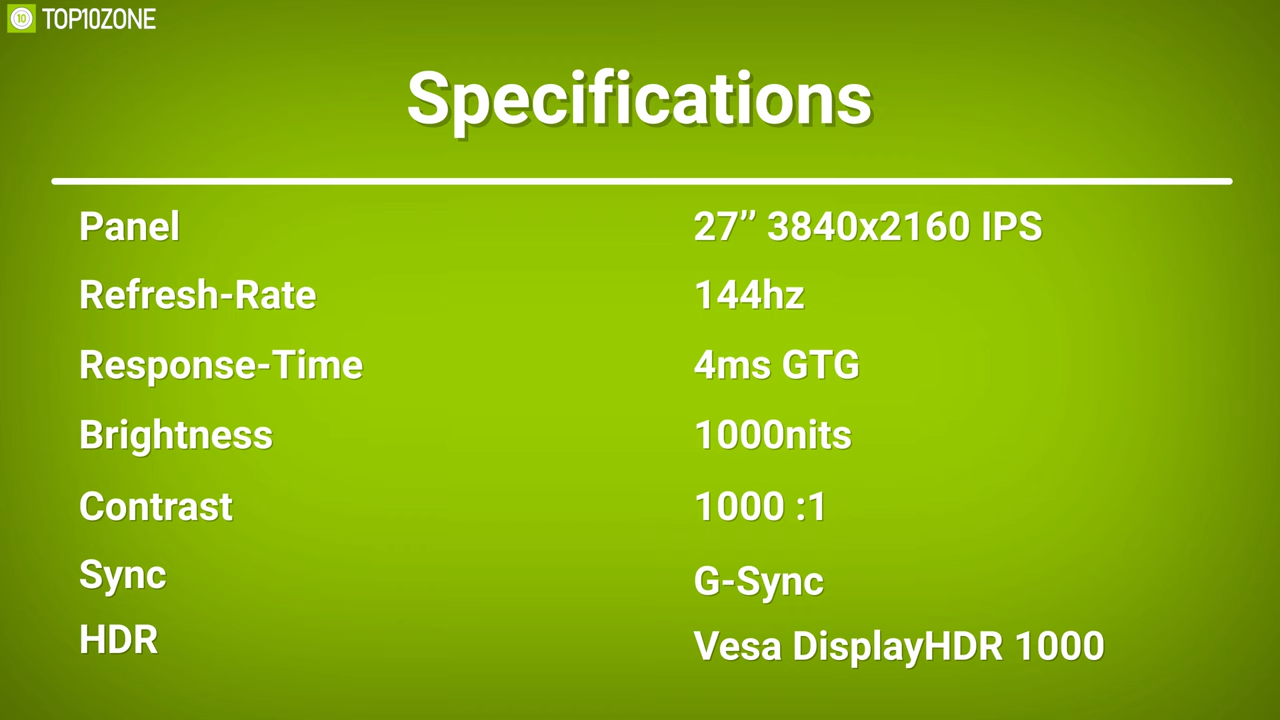 TOP10ZONE
Specifications
Panel 27’’ 3840x2160 IPS
Refresh-Rate 144hz
Response-Time 4ms GTG
Brightness 1000nits
Contrast 1000 :1
Sync G-Sync
HDR Vesa DisplayHDR 1000